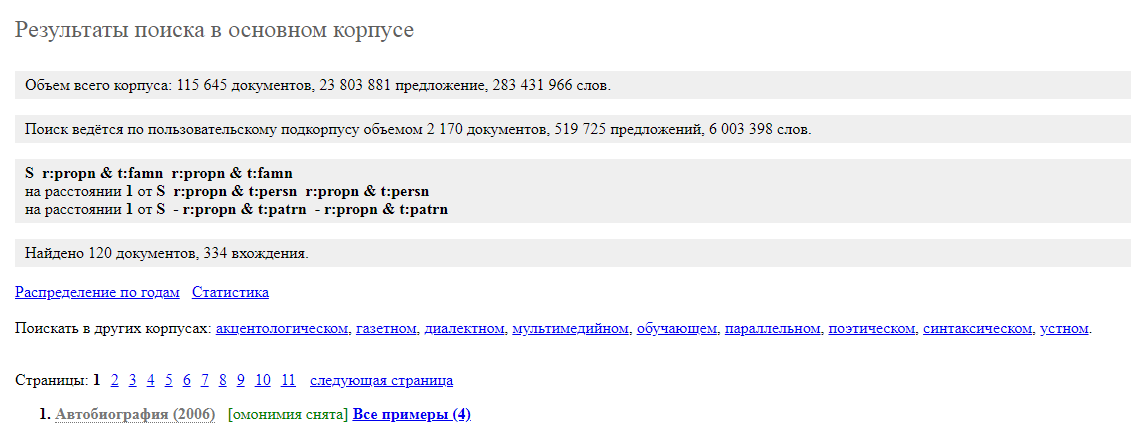 Результаты поиска в основном корпусе
Объем всего корпуса: 115 645 документов, 23 803 881 предложение, 283 431 966 слов.
Поиск ведётся по пользовательскому подкорпусу объемом 2 170 документов, 519 725 предложений, 6 003 398 слов.
S r:propn & t:famn r:propn & t:famn
на расстоянии 1 от S r:propn & t:persn r:propn & t:persn
на расстоянии 1 от S - r:propn & t:patrn - r:propn & t:patrn
Найдено 120 документов, 334 вхождения.
Распределение по годам Статистика
Поискать в других корпусах: акцентологическом, газетном, диалектном, мультимедийном, обучающем, параллельном, поэтическом, синтаксическом, устном.
Страницы: 1 2 3 4 5 6 7 8 9 10 11 следующая страница
1. Автобиография (2006) [омонимия снята] Все примеры (4)